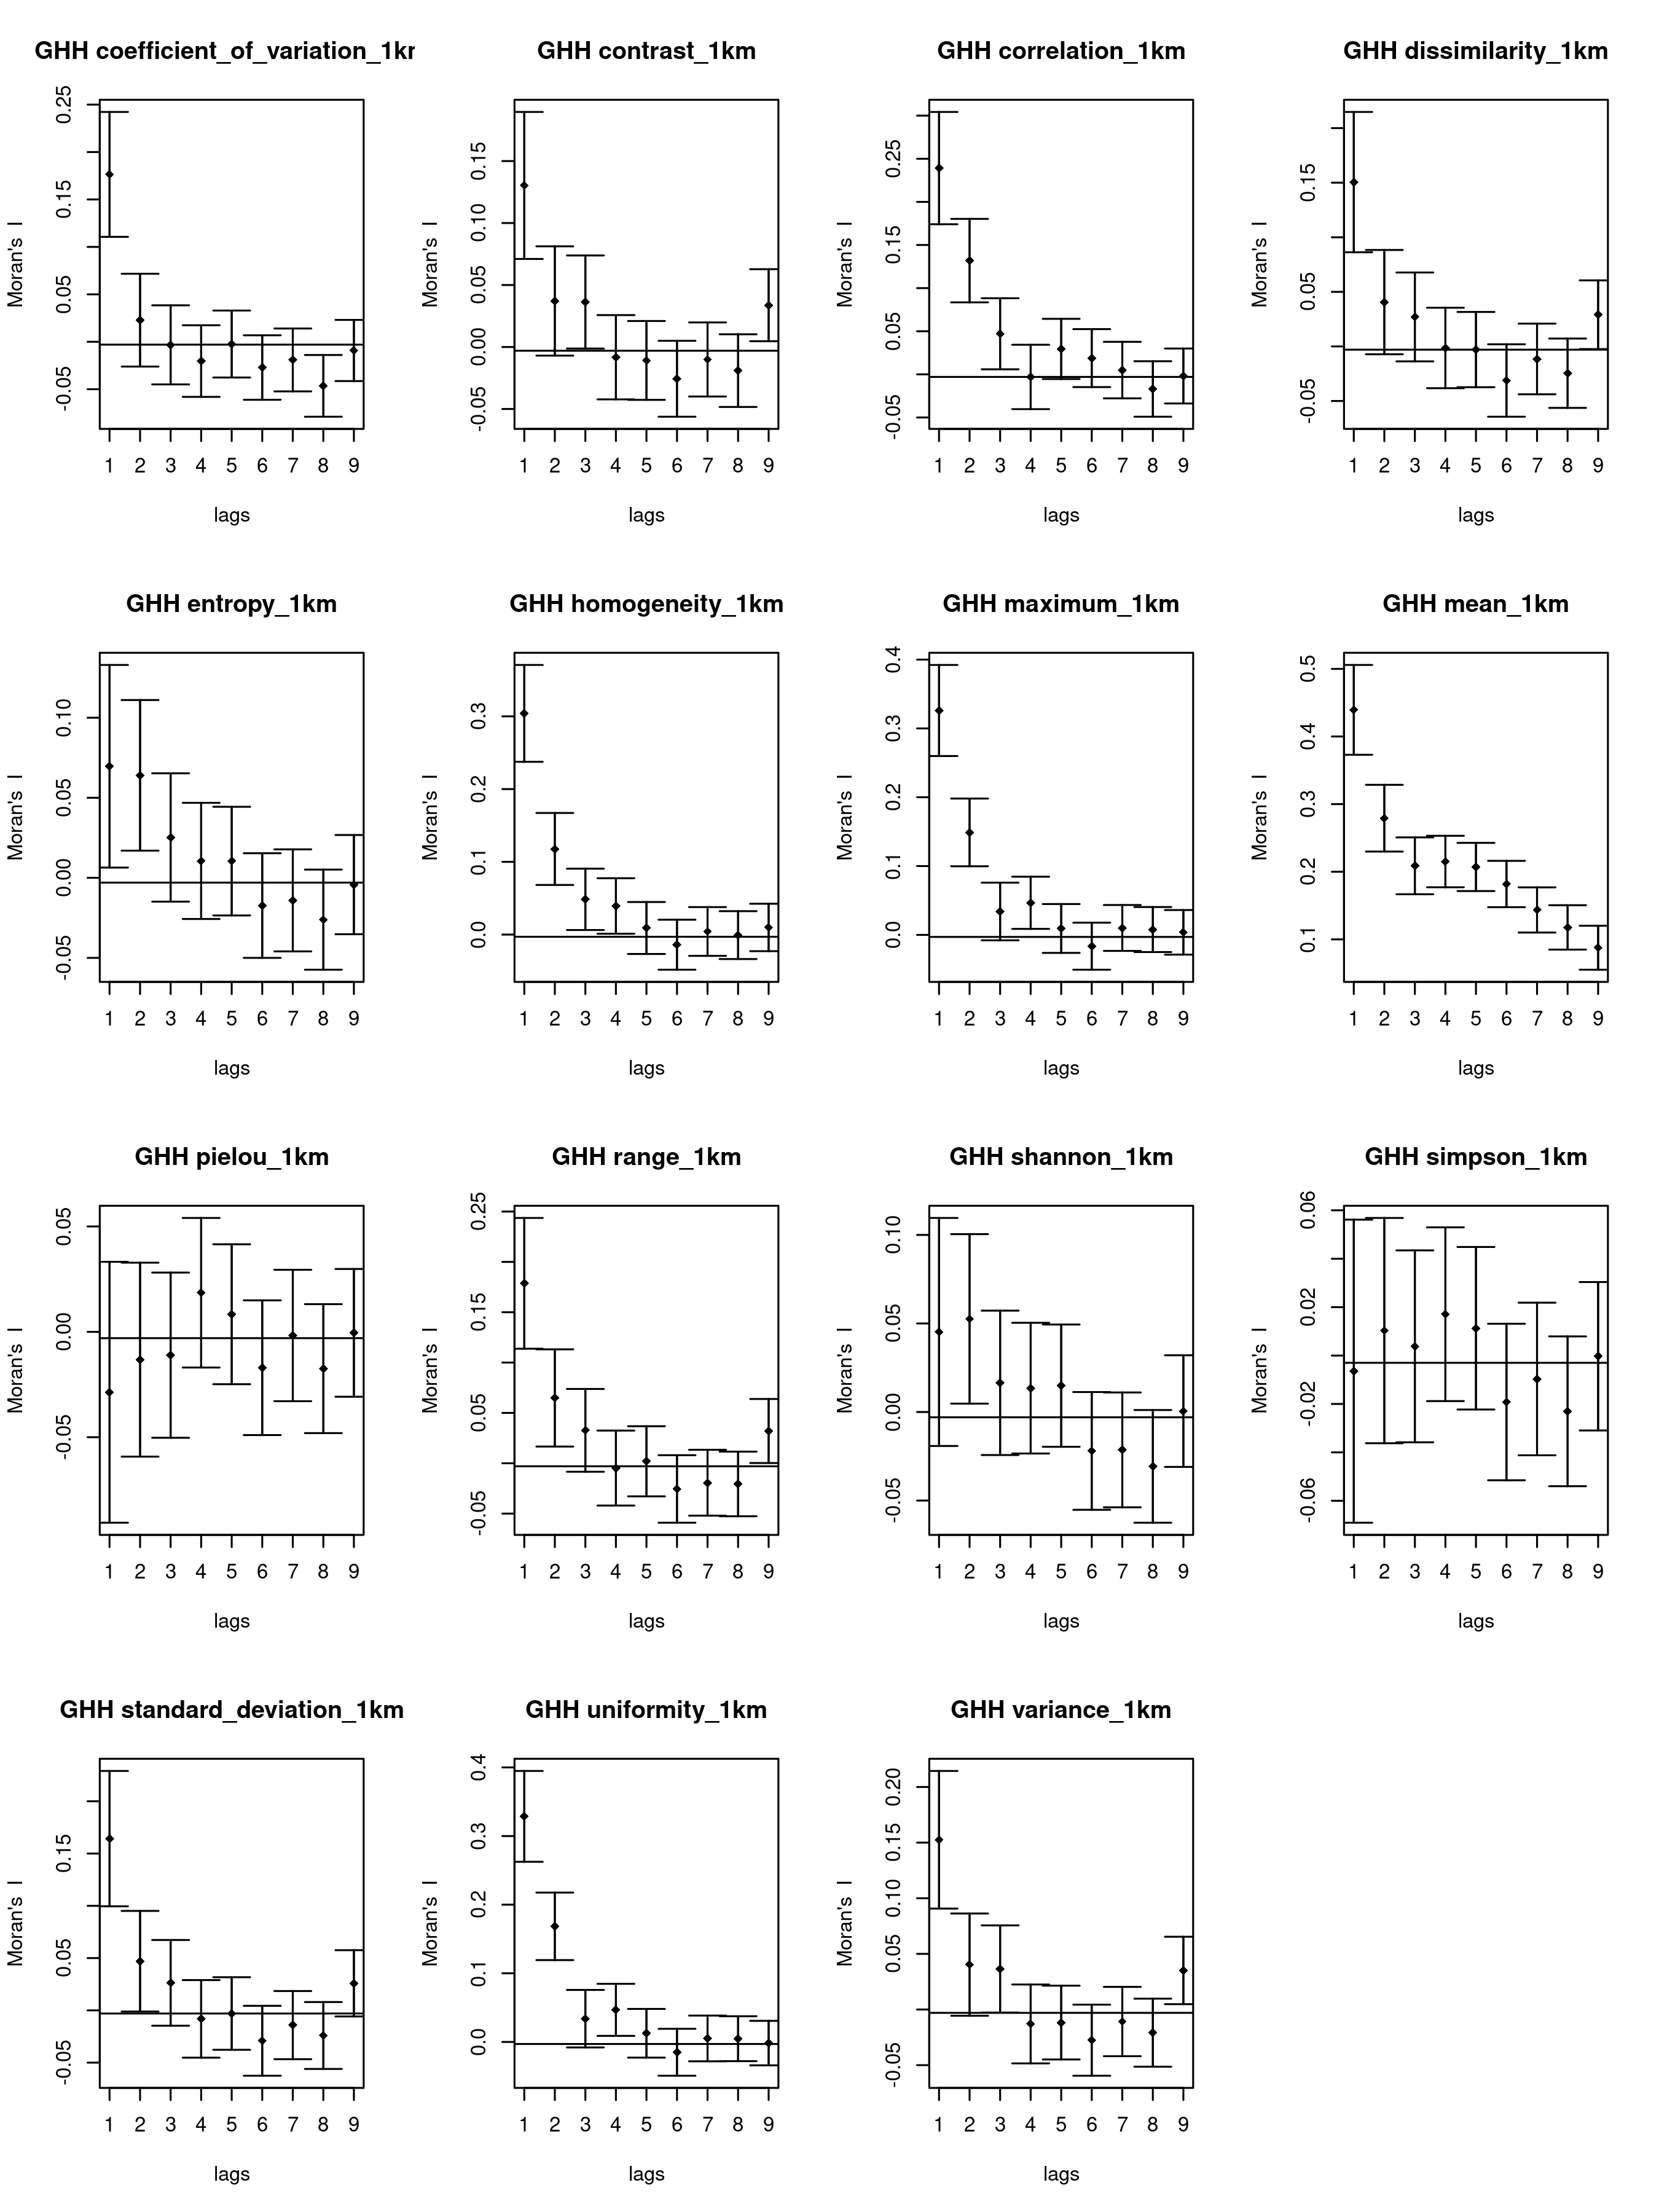 GHH coefficient_of_variation_1kr
GHH contrast_1km
GHH correlation_1km
GHH dissimilarity_1km
Moran's I
-0.05 0.05 0.15 0.25
1 2 3 4 5 6 7 8 9
lags
Moran's I
-0.05 0.00 0.05 0.10 0.15
1 2 3 4 5 6 7 8 9
lags
Moran's I
-0.05 0.05 0.15 0.25
1 2 3 4 5 6 7 8 9
lags
Moran's I
-0.05 0.05 0.15
1 2 3 4 5 6 7 8 9
lags
GHH entropy_1km
GHH homogeneity_1km
GHH maximum_1km
GHH mean_1km
Moran's I
-0.05 0.00 0.05 0.10
1 2 3 4 5 6 7 8 9
lags
Moran's I
0.0 0.1 0.2 0.3
1 2 3 4 5 6 7 8 9
lags
Moran's I
0.0 0.1 0.2 0.3 0.4
1 2 3 4 5 6 7 8 9
lags
Moran's I
0.1 0.2 0.3 0.4 0.5
1 2 3 4 5 6 7 8 9
lags
GHH pielou_1km
GHH range_1km
GHH shannon_1km
GHH simpson_1km
Moran's I
-0.05 0.00 0.05
1 2 3 4 5 6 7 8 9
lags
Moran's I
-0.05 0.05 0.15 0.25
1 2 3 4 5 6 7 8 9
lags
Moran's I
-0.05 0.00 0.05 0.10
1 2 3 4 5 6 7 8 9
lags
Moran's I
-0.06 -0.02 0.02 0.06
1 2 3 4 5 6 7 8 9
lags
GHH standard_deviation_1km
GHH uniformity_1km
GHH variance_1km
Moran's I
-0.05 0.05 0.15
1 2 3 4 5 6 7 8 9
lags
Moran's I
0.0 0.1 0.2 0.3 0.4
1 2 3 4 5 6 7 8 9
lags
Moran's I
-0.05 0.05 0.10 0.15 0.20
1 2 3 4 5 6 7 8 9
lags